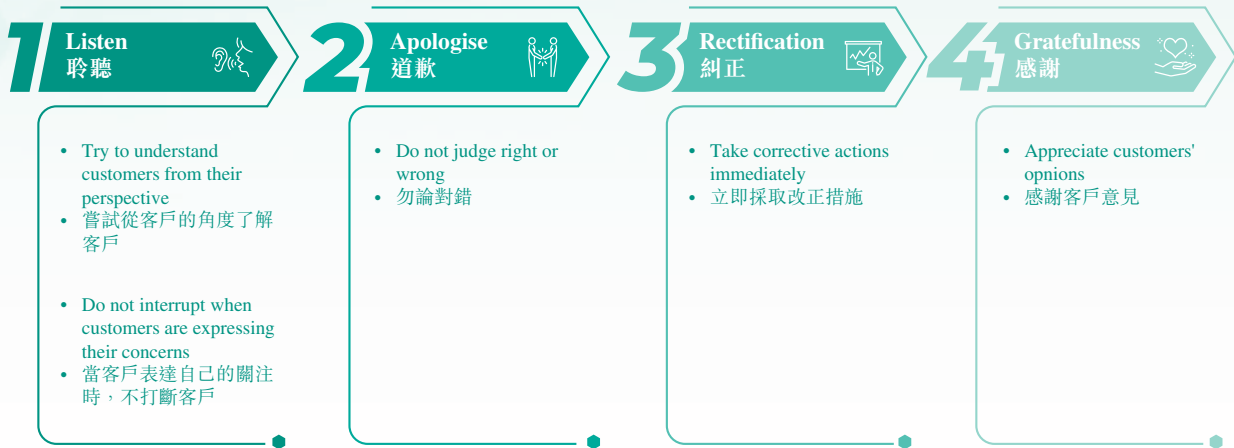 1
Listen
聆聽
• Try to understand
customers from their
perspective
• 嘗試從客戶的角度了解
客戶
• Do not interrupt when
customers are expressing
their concerns
• 當客戶表達自己的關注
時，不打斷客戶
2
Apologise
道歉
• Do not judge right or
wrong
• 勿論對錯
3
Rectification
糾正
• Take corrective actions
immediately
• 立即採取改正措施
4
Gratefulness
感謝
• Appreciate customers'
opnions
• 感謝客戶意見